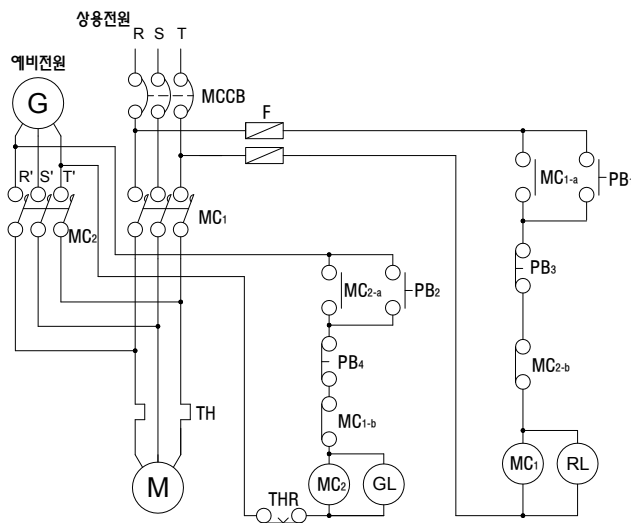 상용전원
R S T
예비전원
G
MCCB
F
R' S' T'
MC1-a
PB1
MC1
MC2
PB3
MC2-a
PB2
PB4
MC2-b
TH
MC1-b
MC1
RL
MC2
GL
M
THR